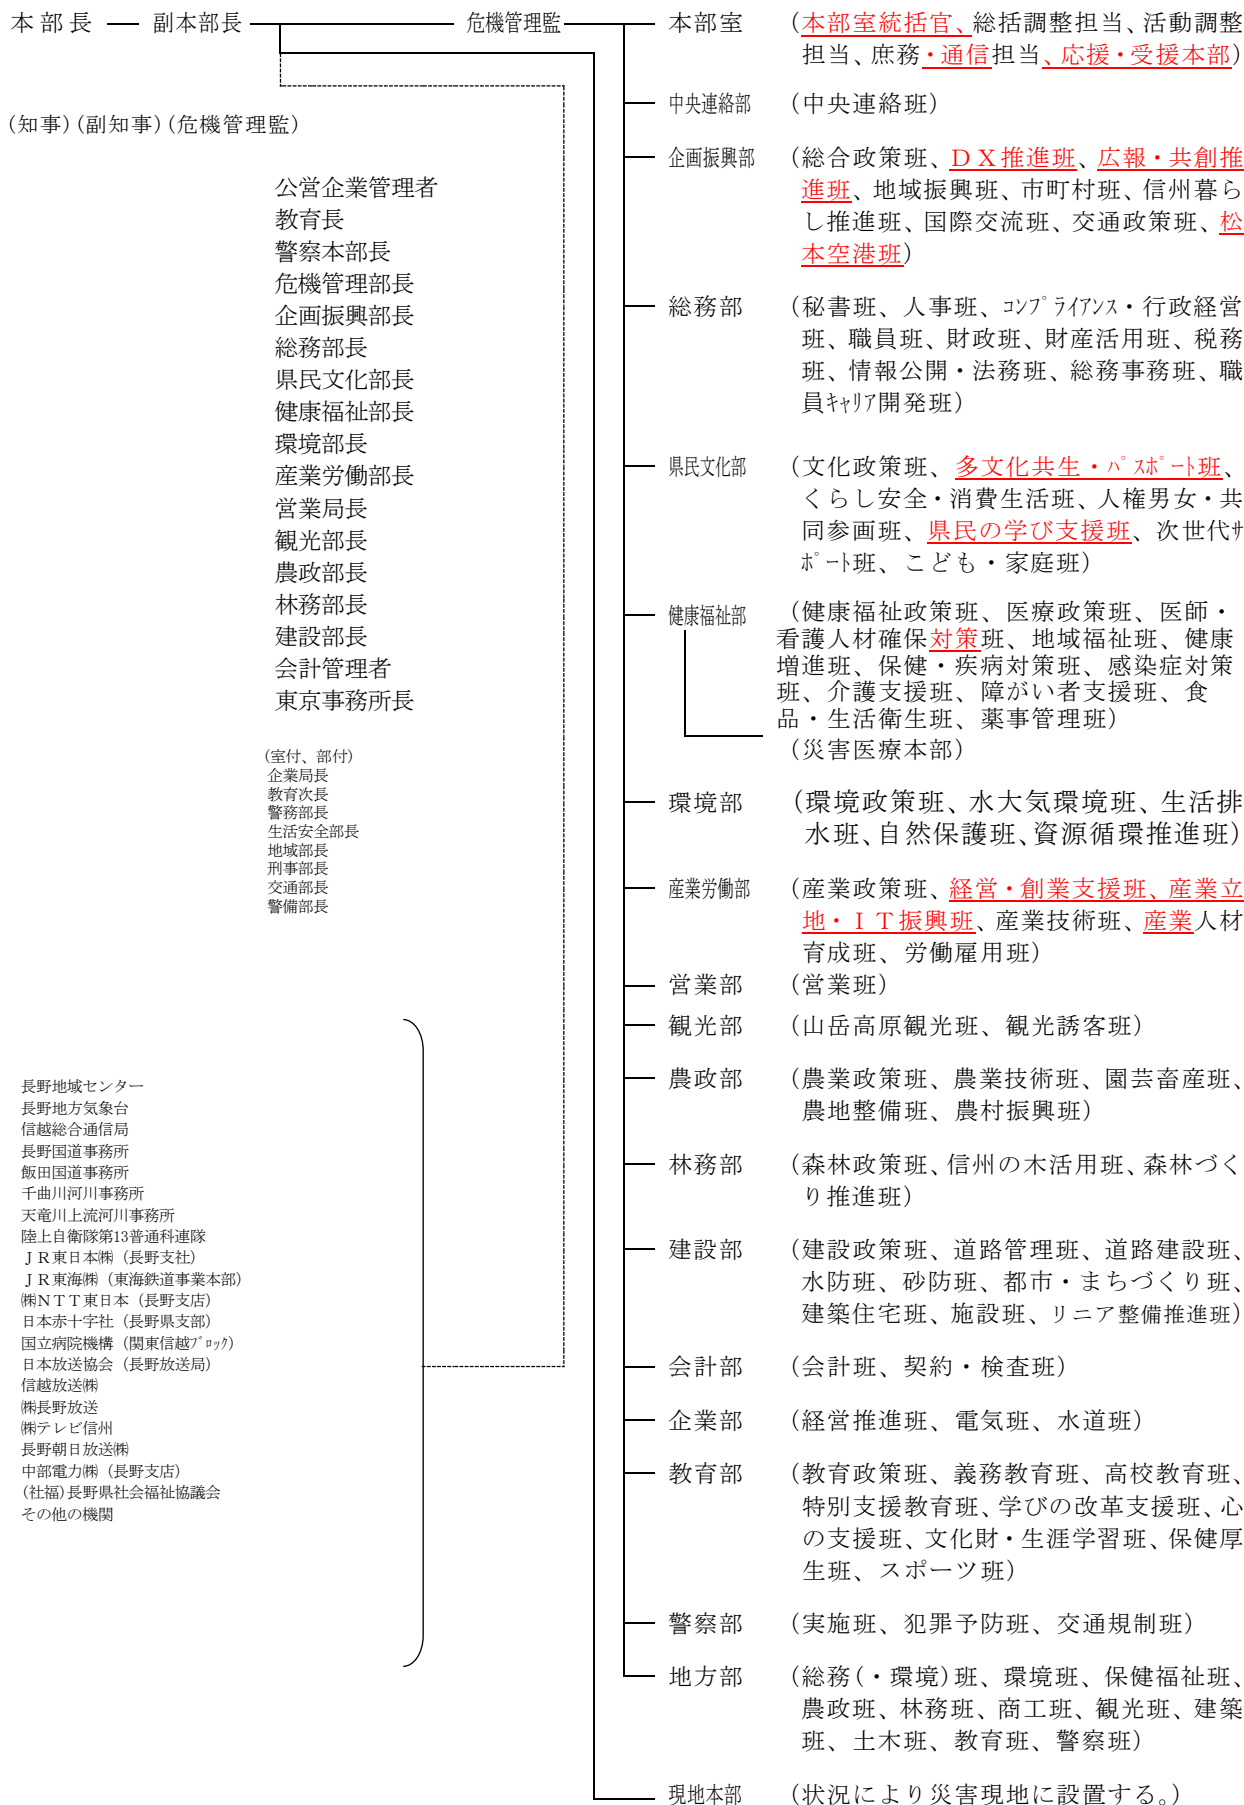 本部長 副本部長 危機管理監 本部室 (本部室統括官、総括調整担当、活動調整
担当、庶務・通信担当、応援・受援本部)
中央連絡部 (中央連絡班)
(知事)(副知事)(危機管理監)
企画振興部 (総合政策班、ＤＸ推進班、広報・共創推
進班、地域振興班、市町村班、信州暮ら
し推進班、国際交流班、交通政策班、松
本空港班)
公営企業管理者
教育長
警察本部長
危機管理部長
企画振興部長
総務部長
県民文化部長
健康福祉部長
環境部長
産業労働部長
営業局長
観光部長
農政部長
林務部長
建設部長
会計管理者
東京事務所長
(室付、部付)
企業局長
教育次長
警務部長
生活安全部長
地域部長
刑事部長
交通部長
警備部長
総務部 (秘書班、人事班、ｺﾝﾌﾟﾗｲｱﾝｽ・行政経営
班、職員班、財政班、財産活用班、税務
班、情報公開・法務班、総務事務班、職
員ｷｬﾘｱ開発班)
県民文化部 (文化政策班、多文化共生・ﾊﾟｽﾎﾟｰﾄ班、
くらし安全・消費生活班、人権男女・共
同参画班、県民の学び支援班、次世代ｻ
ﾎﾟｰﾄ班、こども・家庭班)
健康福祉部 (健康福祉政策班、医療政策班、医師・
看護人材確保対策班、地域福祉班、健康
増進班、保健・疾病対策班、感染症対策
班、介護支援班、障がい者支援班、食
品・生活衛生班、薬事管理班)
(災害医療本部)
環境部 (環境政策班、水大気環境班、生活排
水班、自然保護班、資源循環推進班)
産業労働部 (産業政策班、経営・創業支援班、産業立
地・ＩＴ振興班、産業技術班、産業人材
育成班、労働雇用班)
営業部 (営業班)
観光部 (山岳高原観光班、観光誘客班)
農政部 (農業政策班、農業技術班、園芸畜産班、
農地整備班、農村振興班)
林務部 (森林政策班、信州の木活用班、森林づく
り推進班)
建設部 (建設政策班、道路管理班、道路建設班、
水防班、砂防班、都市・まちづくり班、
建築住宅班、施設班、リニア整備推進班)
会計部 (会計班、契約・検査班)
企業部 (経営推進班、電気班、水道班)
教育部 (教育政策班、義務教育班、高校教育班、
特別支援教育班、学びの改革支援班、心
の支援班、文化財・生涯学習班、保健厚
生班、スポーツ班)
警察部 (実施班、犯罪予防班、交通規制班)
地方部 (総務(・環境)班、環境班、保健福祉班、
農政班、林務班、商工班、観光班、建築
班、土木班、教育班、警察班)
現地本部 (状況により災害現地に設置する。)
長野地域センター
長野地方気象台
信越総合通信局
長野国道事務所
飯田国道事務所
千曲川河川事務所
天竜川上流河川事務所
陸上自衛隊第13普通科連隊
ＪＲ東日本㈱（長野支社）
ＪＲ東海㈱（東海鉄道事業本部）
㈱ＮＴＴ東日本（長野支店）
日本赤十字社（長野県支部）
国立病院機構（関東信越ﾌﾞﾛｯｸ）
日本放送協会（長野放送局）
信越放送㈱
㈱長野放送
㈱テレビ信州
長野朝日放送㈱
中部電力㈱（長野支店）
(社福)長野県社会福祉協議会
その他の機関